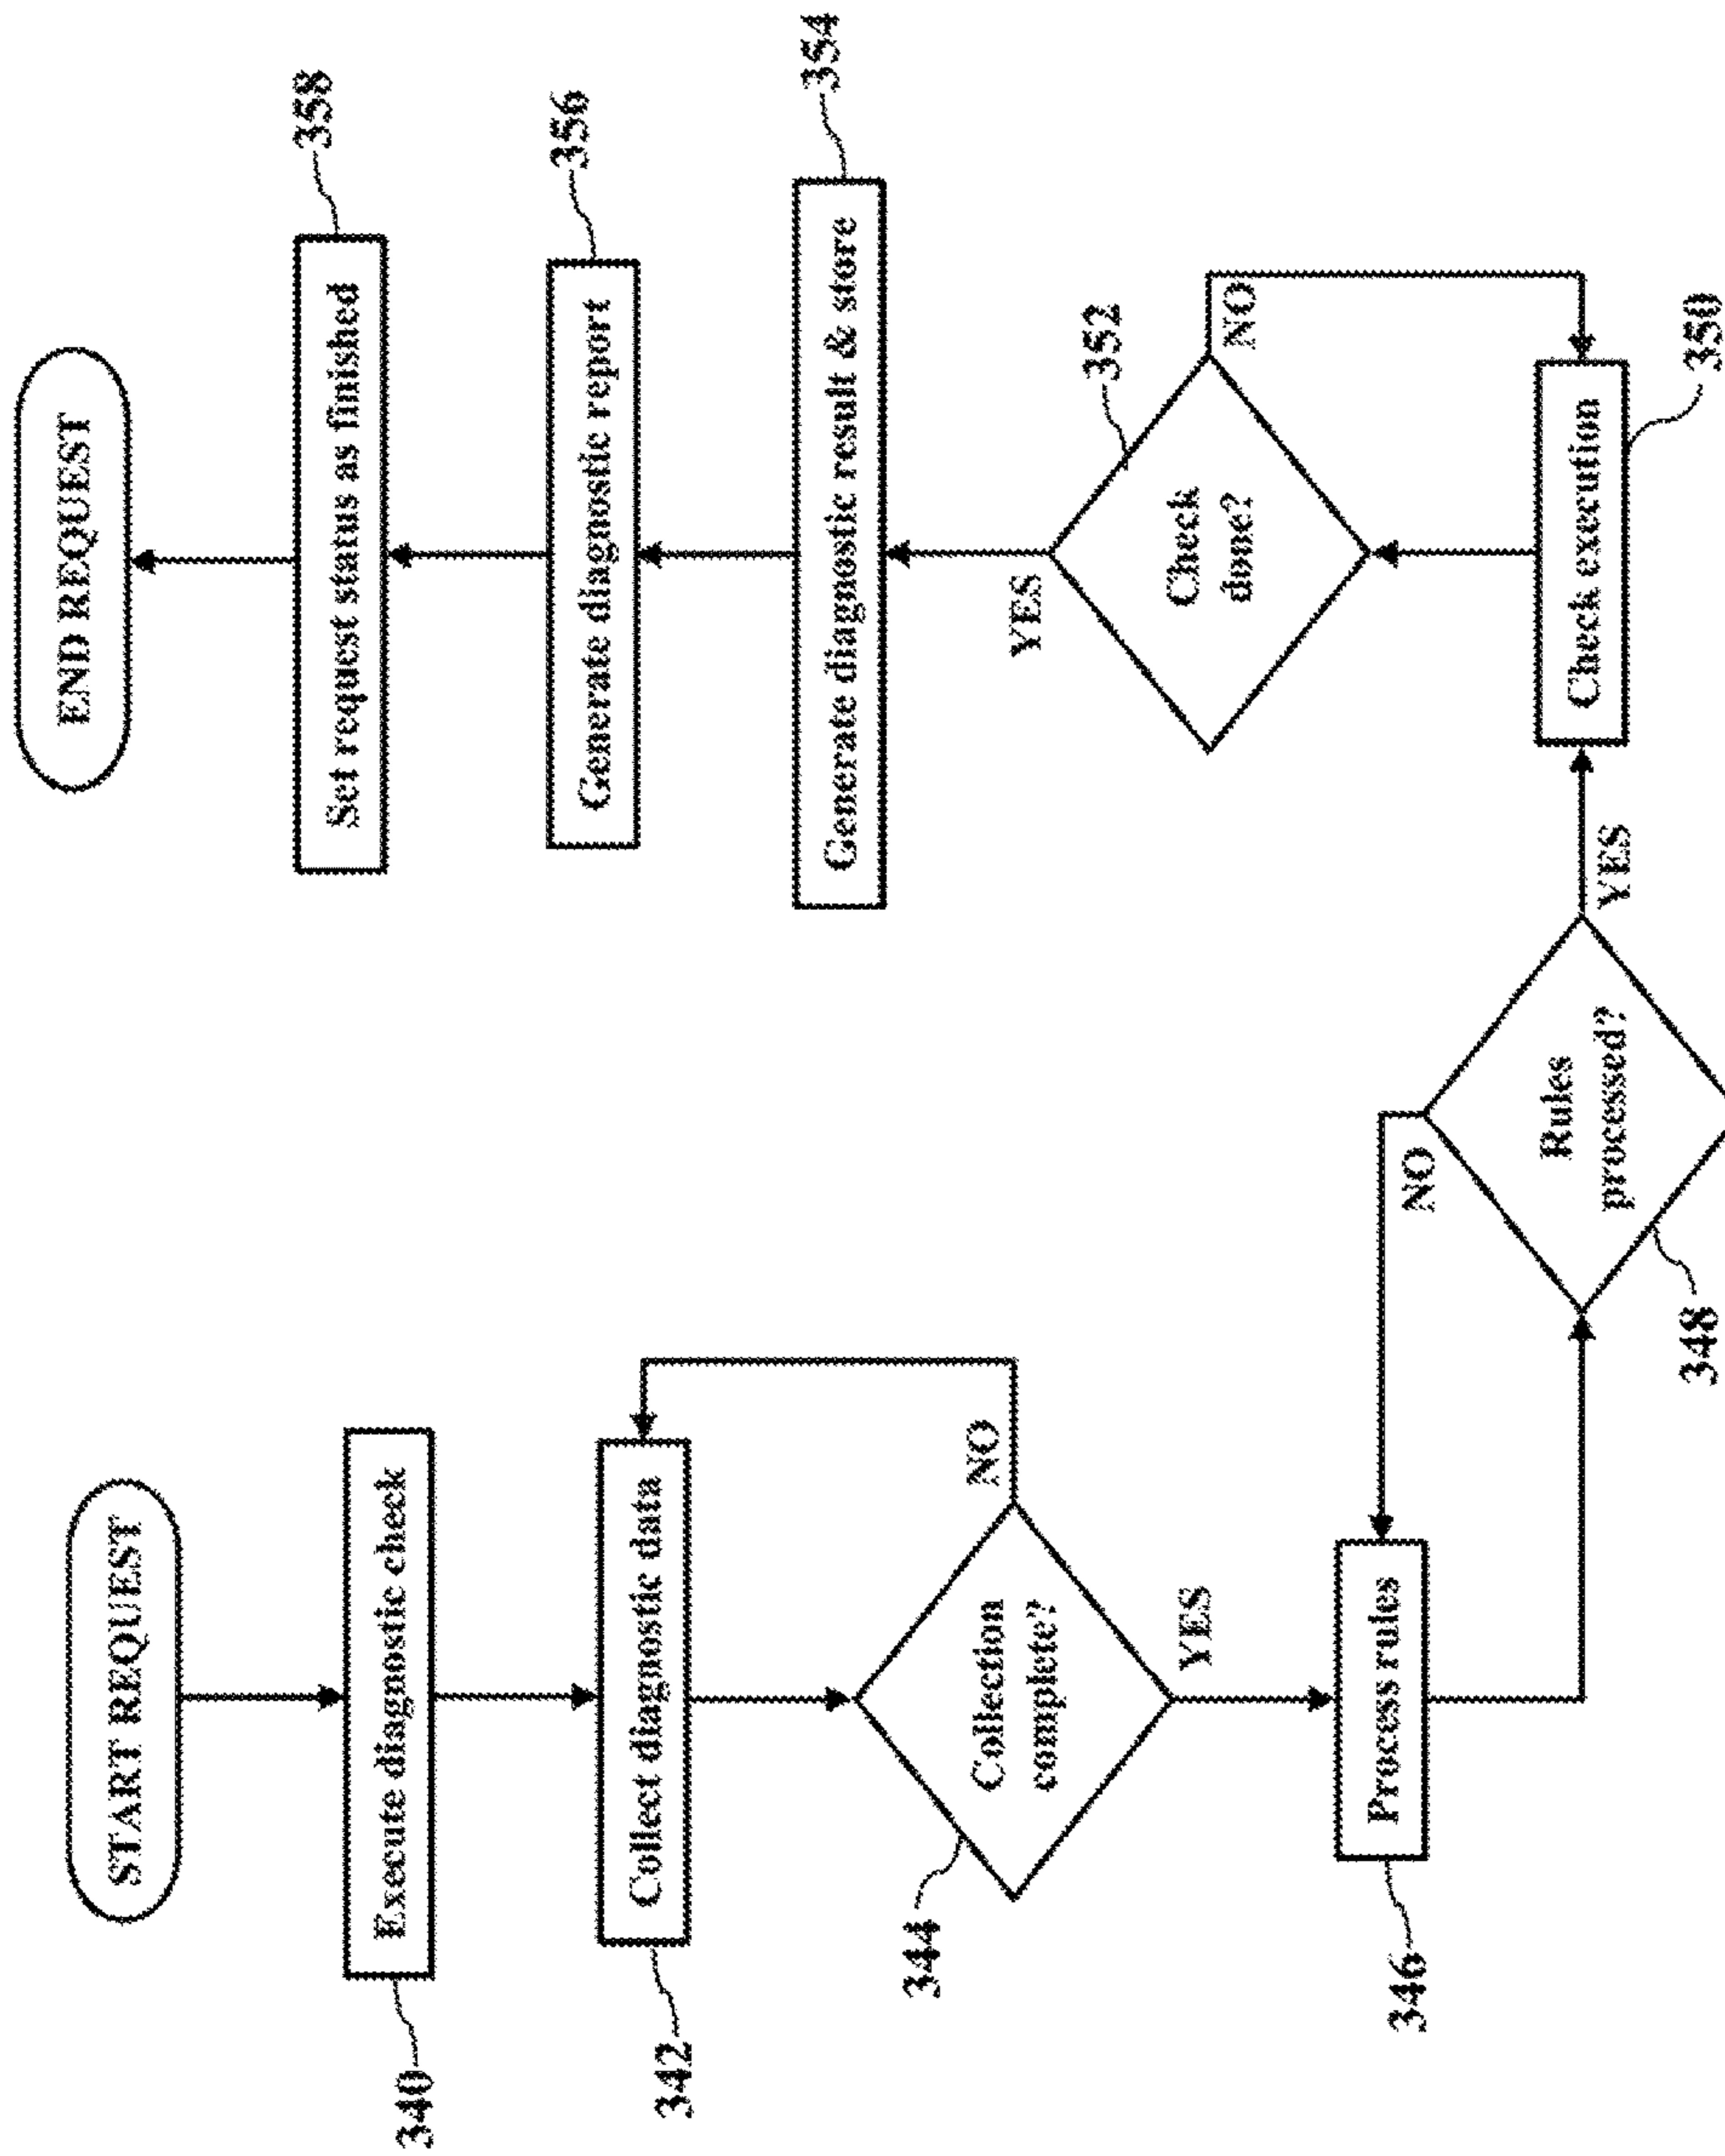 START REQUEST
Execute diagnostic check
340
Collect diagnostic data
342
Collection
complete?
344
NO
YES
Process rules
346
Rules
processed?
348
NO
YES
Check execution
350
Check
done?
352
NO
YES
Generate diagnostic result & store
354
Generate diagnostic report
356
Set request status as finished
358
END REQUEST